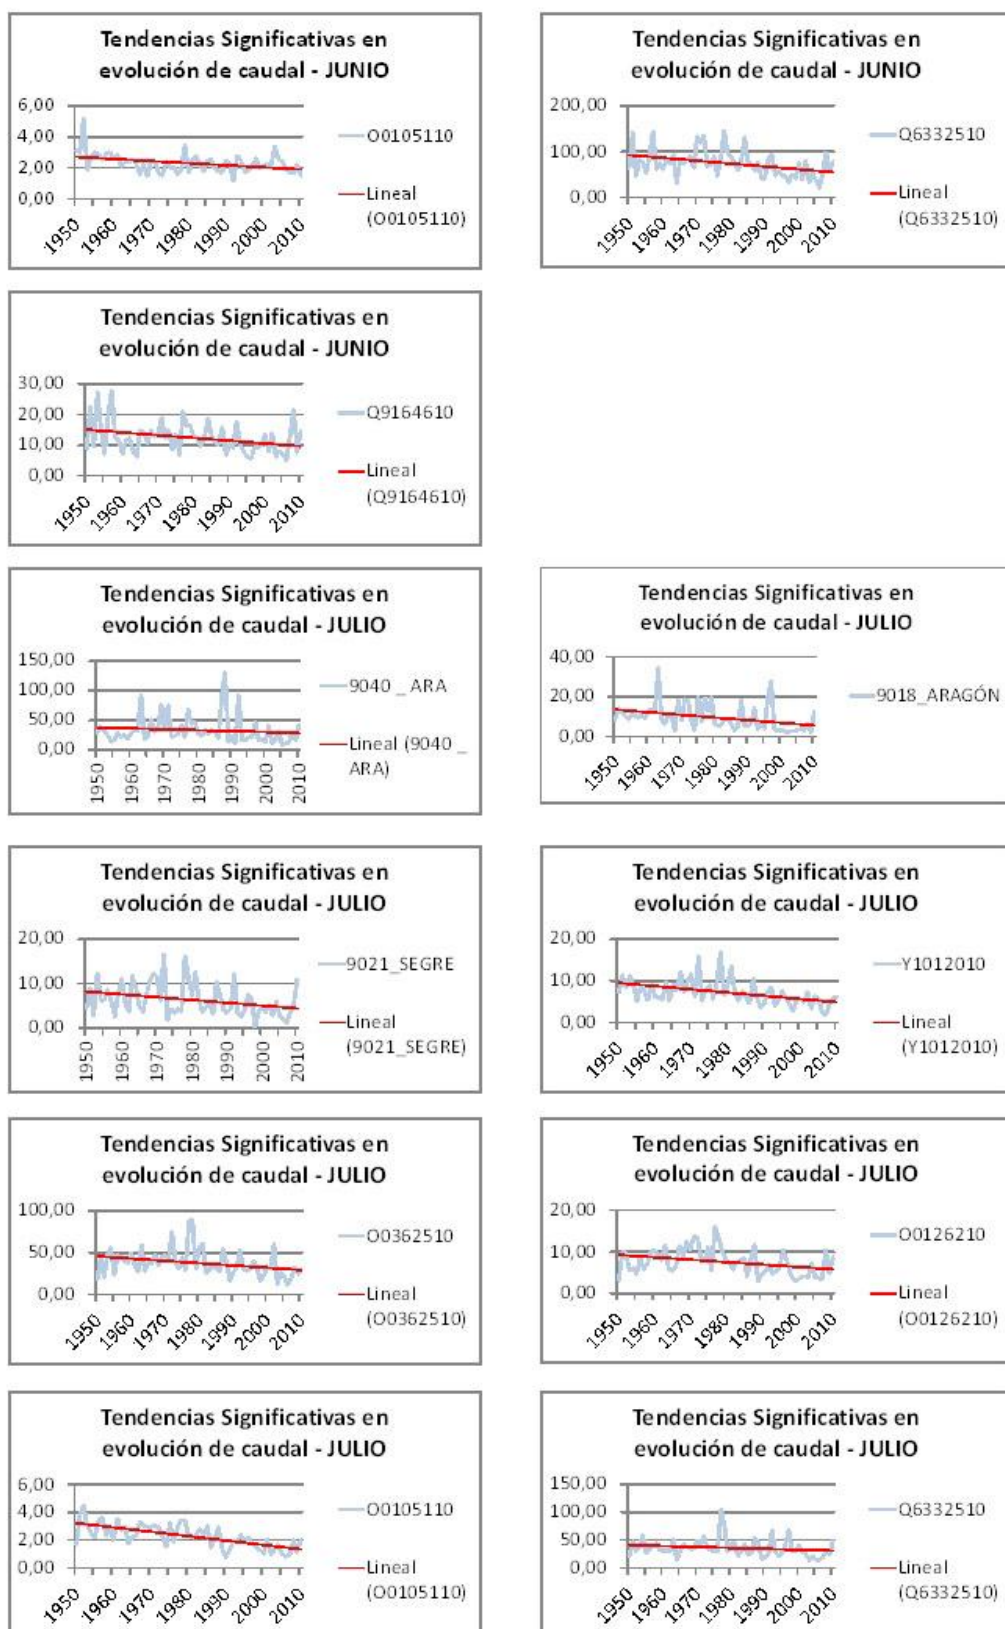 Tendencias Significativas en
evolución de caudal - JUNIO
6,00
4,00
2,00
0,00
1950
1960
1970
1980
1990
2000
2010
O0105110
Lineal
(O0105110)
Tendencias Significativas en
evolución de caudal - JUNIO
200,00
100,00
0,00
1950
1960
1970
1980
1990
2000
2010
Q6332510
Lineal
(Q6332510)
Tendencias Significativas en
evolución de caudal - JUNIO
30,00
20,00
10,00
0,00
1950
1960
1970
1980
1990
2000
2010
Q9164610
Lineal
(Q9164610)
Tendencias Significativas en
evolución de caudal - JULIO
150,00
100,00
50,00
0,00
1950
1960
1970
1980
1990
2000
2010
9040 _ ARA
Lineal (9040 _
ARA)
Tendencias Significativas en
evolución de caudal - JULIO
40,00
20,00
0,00
1950
1960
1970
1980
1990
2000
2010
9018_ARAGÓN
Tendencias Significativas en
evolución de caudal - JULIO
20,00
10,00
0,00
1950
1960
1970
1980
1990
2000
2010
9021_SEGRE
Lineal
(9021_SEGRE)
Tendencias Significativas en
evolución de caudal - JULIO
20,00
10,00
0,00
1950
1960
1970
1980
1990
2000
2010
Y1012010
Lineal
(Y1012010)
Tendencias Significativas en
evolución de caudal - JULIO
100,00
50,00
0,00
1950
1960
1970
1980
1990
2000
2010
O0362510
Lineal
(O0362510)
Tendencias Significativas en
evolución de caudal - JULIO
20,00
10,00
0,00
1950
1960
1970
1980
1990
2000
2010
O0126210
Lineal
(O0126210)
Tendencias Significativas en
evolución de caudal - JULIO
6,00
4,00
2,00
0,00
1950
1960
1970
1980
1990
2000
2010
O0105110
Lineal
(O0105110)
Tendencias Significativas en
evolución de caudal - JULIO
150,00
100,00
50,00
0,00
1950
1960
1970
1980
1990
2000
2010
Q6332510
Lineal
(Q6332510)